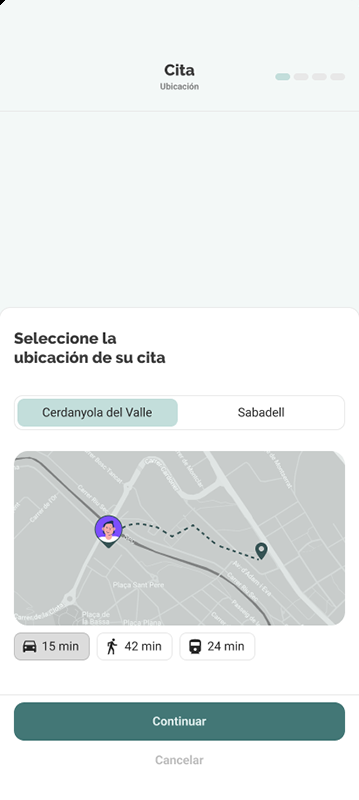 Cita
Ubicación
Seleccione la
ubicación de su cita
Cerdanyola del Valle
Sabadell
Plaça Sant Pere
Plaça de
la Bassa
15 min
42 min
24 min
Continuar
Cancelar